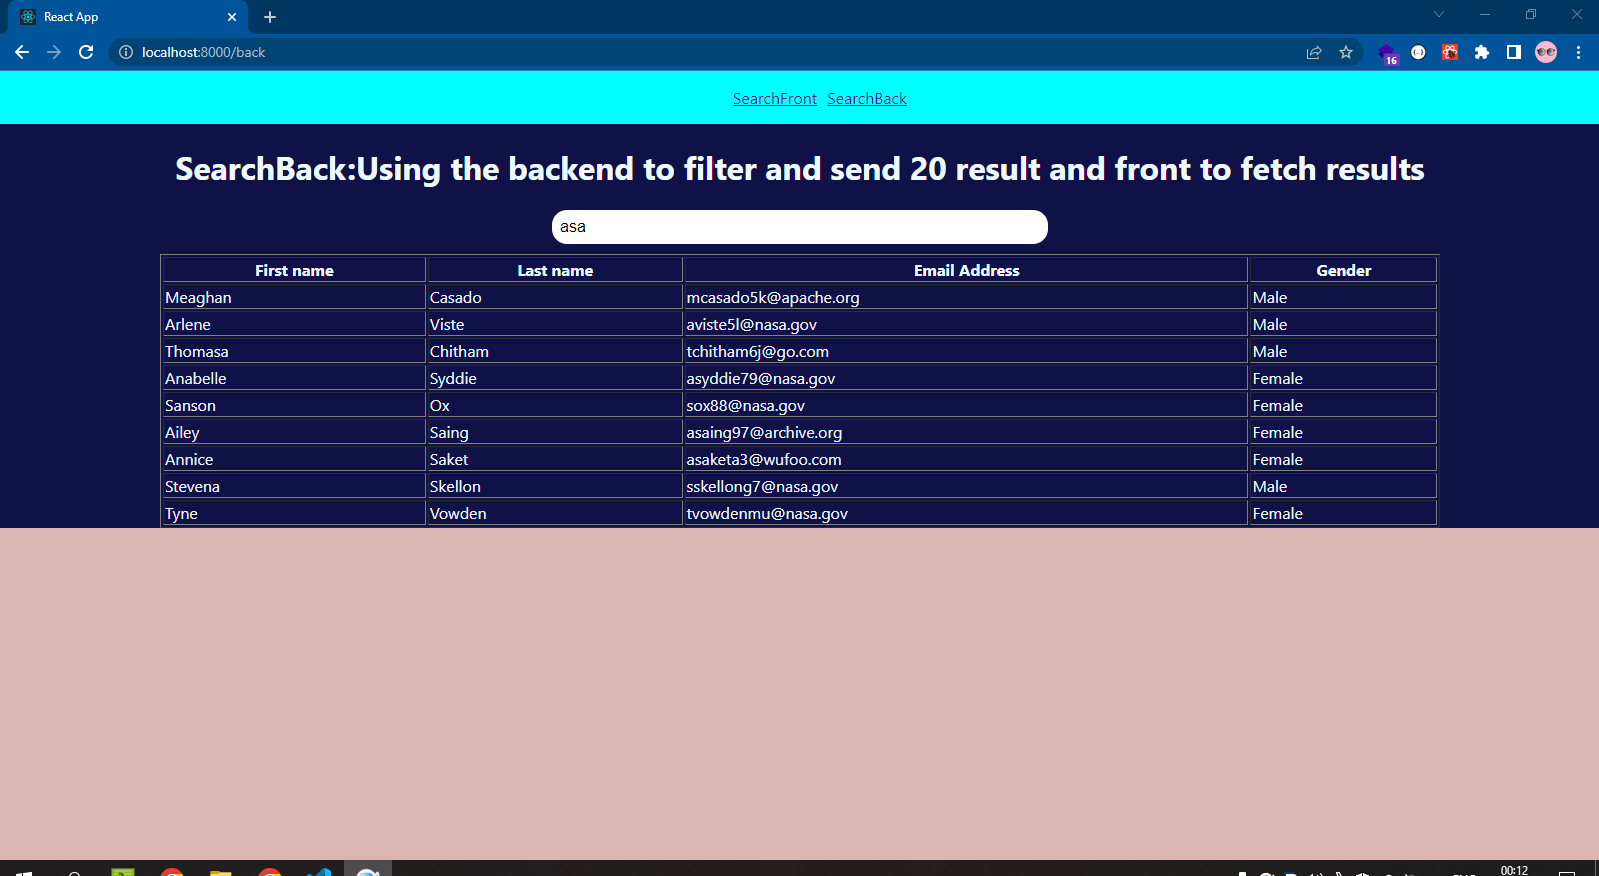 React App
localhost:8000/back
16
SearchFront SearchBack
SearchBack:Using the backend to filter and send 20 result and front to fetch results
asa
First name Last name Email Address Gender
Meaghan Casado mcasado5k@apache.org Male
Arlene Viste aviste5l@nasa.gov Male
Thomasa Chitham tchitham6j@go.com Male
Anabelle Syddie asyddie79@nasa.gov Female
Sanson Ox sox88@nasa.gov Female
Ailey Saing asaing97@archive.org Female
Annice Saket asaketa3@wufoo.com Female
Stevena Skellon sskellong7@nasa.gov Male
Tyne Vowden tvowdenmu@nasa.gov Female
00:12